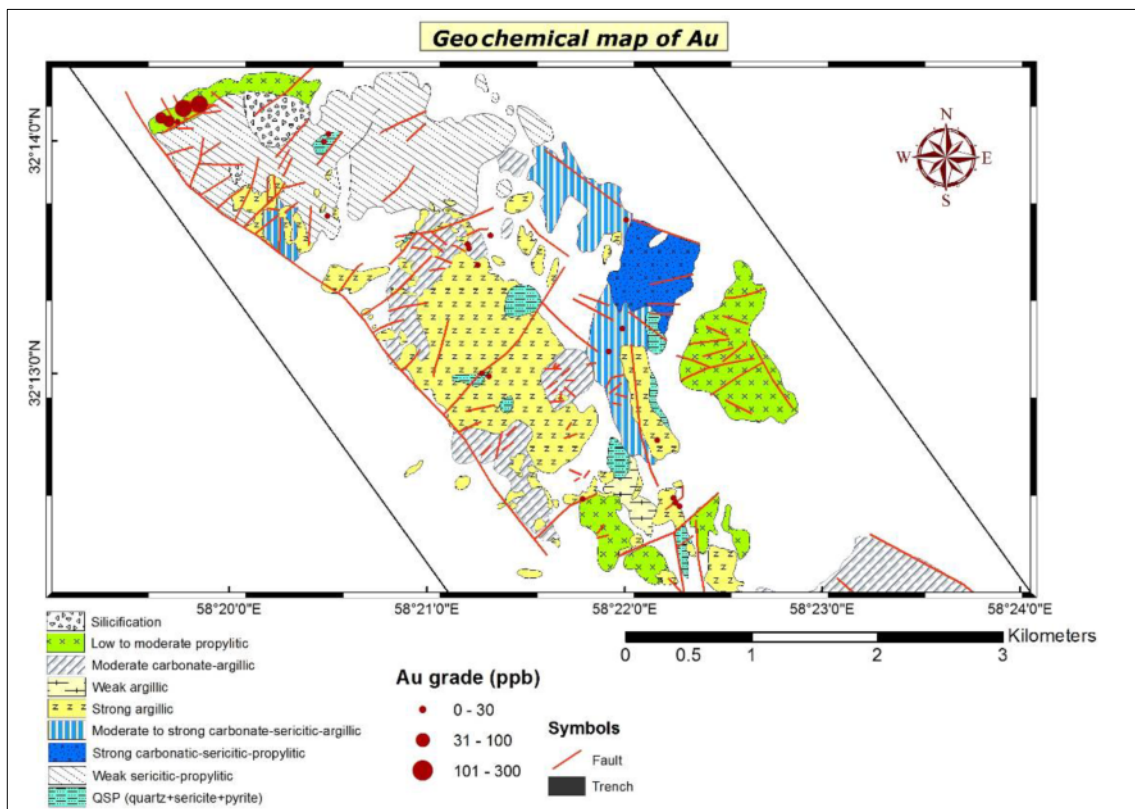 Geochemical map of Au
32°14'0"N
32°13'0"N
N
W
E
S
58°20'0"E
58°21'0"E
58°22'0"E
58°23'0"E
58°24'0"E
Silicification
Low to moderate propylitic
Moderate carbonate-argillic
Weak argillic
Strong argillic
Moderate to strong carbonate-sericitic-argillic
Strong carbonatic-sericitic-propylitic
Weak sericitic-propylitic
QSP (quartz+sericite+pyrite)
Au grade (ppb)
0 - 30
31 - 100
101 - 300
Symbols
Fault
Trench
Kilometers
0 0.5 1 2 3